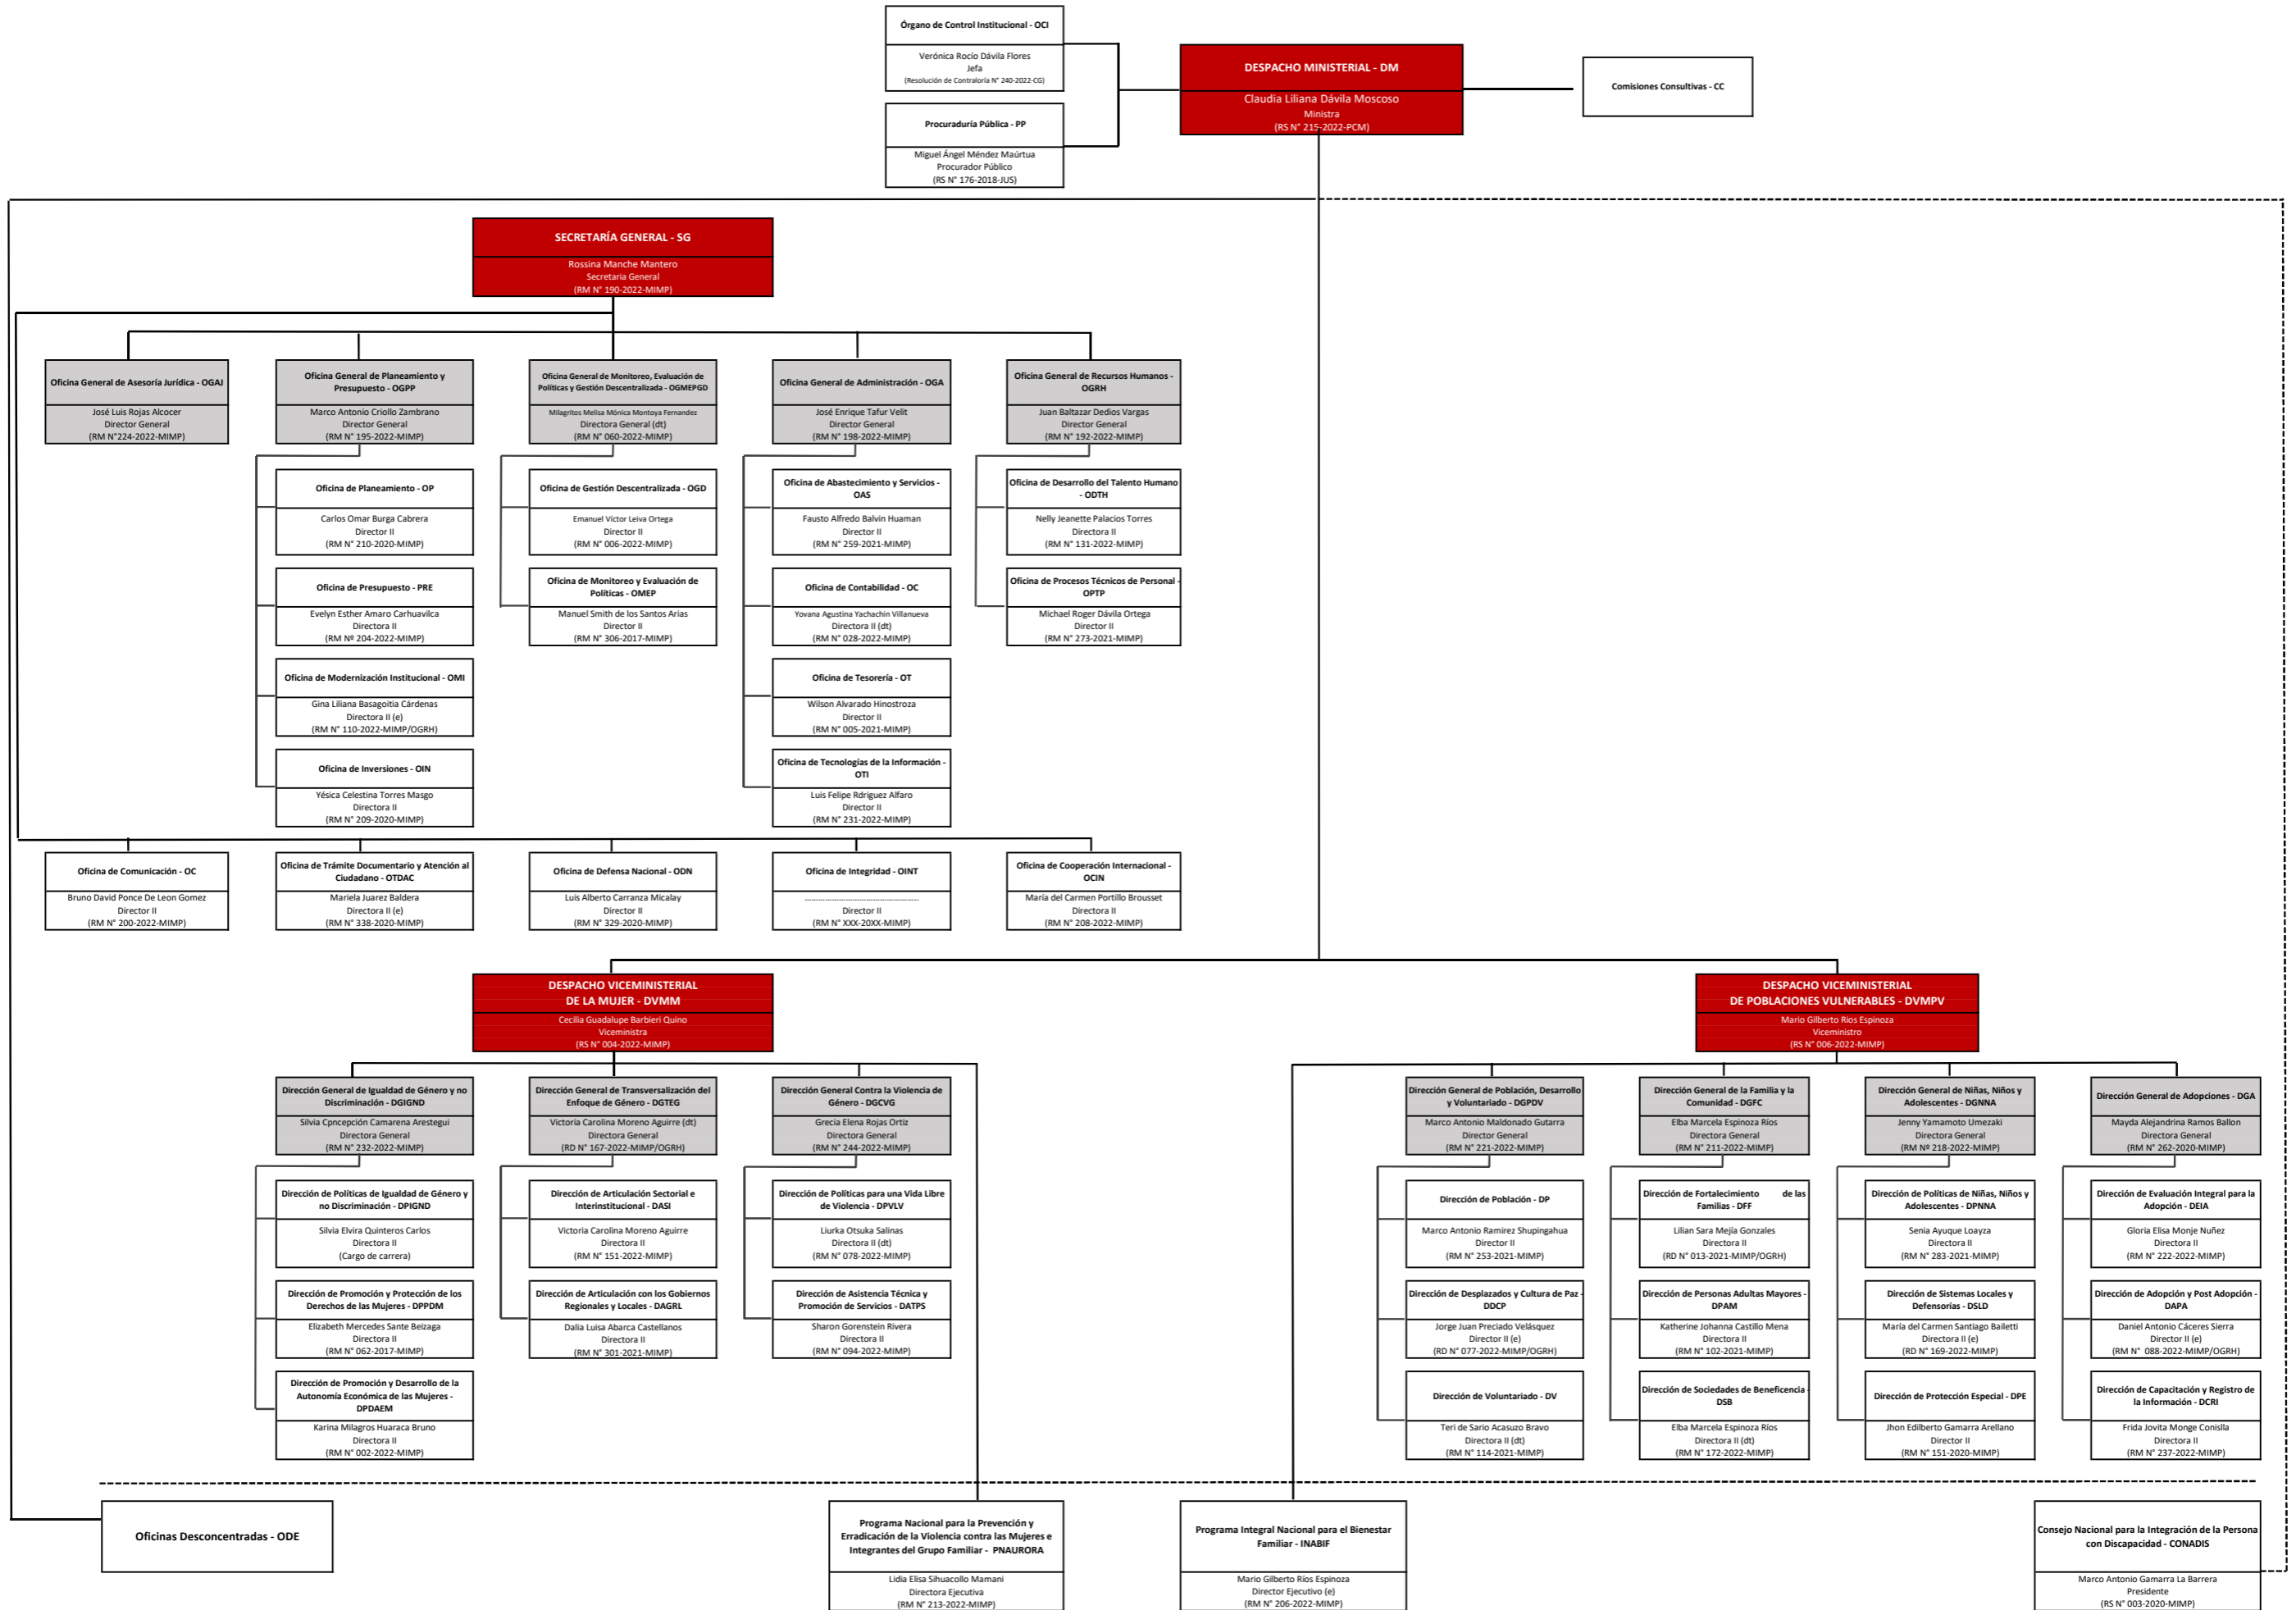 Órgano de Control Institucional - OCI
Verónica Rocío Dávila Flores
Jefa
(Resolución de Contraloría N° 240-2022-CG)
Procuraduría Pública - PP
Miguel Ángel Méndez Maúrtua
Procurador Público
(RS N° 176-2018-JUS)
DESPACHO MINISTERIAL - DM
Claudia Liliana Dávila Moscoso
Ministra
(RS N° 215-2022-PCM)
Comisiones Consultivas - CC
SECRETARÍA GENERAL - SG
Rossina Manche Mantero
Secretaria General
(RM N° 190-2022-MIMP)
Oficina General de Asesoría Jurídica - OGAJ
José Luis Rojas Alcocer
Director General
(RM N°224-2022-MIMP)
Oficina General de Planeamiento y
Presupuesto - OGPP
Marco Antonio Criollo Zambrano
Director General
(RM N° 195-2022-MIMP)
Oficina General de Monitoreo, Evaluación de
Políticas y Gestión Descentralizada - OGMEPGD
Milagritos Melisa Mónica Montoya Fernandez
Directora General (dt)
(RM N° 060-2022-MIMP)
Oficina General de Administración - OGA
José Enrique Tafur Velit
Director General
(RM N° 198-2022-MIMP)
Oficina General de Recursos Humanos -
OGRH
Juan Baltazar Dedios Vargas
Director General
(RM N° 192-2022-MIMP)
Oficina de Planeamiento - OP
Carlos Omar Burga Cabrera
Director II
(RM N° 210-2020-MIMP)
Oficina de Presupuesto - PRE
Evelyn Esther Amaro Carhuavilca
Directora II
(RM Nº 204-2022-MIMP)
Oficina de Modernización Institucional - OMI
Gina Liliana Basagoitia Cárdenas
Directora II (e)
(RM N° 110-2022-MIMP/OGRH)
Oficina de Inversiones - OIN
Yésica Celestina Torres Masgo
Directora II
(RM N° 209-2020-MIMP)
Oficina de Gestión Descentralizada - OGD
Emanuel Víctor Leiva Ortega
Director II
(RM N° 006-2022-MIMP)
Oficina de Monitoreo y Evaluación de
Políticas - OMEP
Manuel Smith de los Santos Arias
Director II
(RM N° 306-2017-MIMP)
Oficina de Abastecimiento y Servicios -
OAS
Fausto Alfredo Balvin Huaman
Director II
(RM N° 259-2021-MIMP)
Oficina de Contabilidad - OC
Yovana Agustina Yachachin Villanueva
Directora II (dt)
(RM N° 028-2022-MIMP)
Oficina de Tesorería - OT
Wilson Alvarado Hinostroza
Director II
(RM N° 005-2021-MIMP)
Oficina de Tecnologías de la Información -
OTI
Luis Felipe Rdriguez Alfaro
Director II
(RM N° 231-2022-MIMP)
Oficina de Desarrollo del Talento Humano
- ODTH
Nelly Jeanette Palacios Torres
Directora II
(RM N° 131-2022-MIMP)
Oficina de Procesos Técnicos de Personal -
OPTP
Michael Roger Dávila Ortega
Director II
(RM N° 273-2021-MIMP)
Oficina de Comunicación - OC
Bruno David Ponce De Leon Gomez
Director II
(RM N° 200-2022-MIMP)
Oficina de Trámite Documentario y Atención al
Ciudadano - OTDAC
Mariela Juarez Baldera
Directora II (e)
(RM N° 338-2020-MIMP)
Oficina de Defensa Nacional - ODN
Luis Alberto Carranza Micalay
Director II
(RM N° 329-2020-MIMP)
Oficina de Integridad - OINT
................................................
Director II
(RM N° XXX-20XX-MIMP)
Oficina de Cooperación Internacional -
OCIN
María del Carmen Portillo Brousset
Directora II
(RM N° 208-2022-MIMP)
DESPACHO VICEMINISTERIAL
DE LA MUJER - DVMM
Cecilia Guadalupe Barbieri Quino
Viceministra
(RS N° 004-2022-MIMP)
DESPACHO VICEMINISTERIAL
DE POBLACIONES VULNERABLES - DVMPV
Mario Gilberto Rios Espinoza
Viceministro
(RS N° 006-2022-MIMP)
Dirección General de Igualdad de Género y no
Discriminación - DGIGND
Silvia Cpncepción Camarena Arestegui
Directora General
(RM N° 232-2022-MIMP)
Dirección General de Transversalización del
Enfoque de Género - DGTEG
Victoria Carolina Moreno Aguirre (dt)
Directora General
(RD N° 167-2022-MIMP/OGRH)
Dirección General Contra la Violencia de
Género - DGCVG
Grecia Elena Rojas Ortiz
Directora General
(RM N° 244-2022-MIMP)
Dirección General de Población, Desarrollo
y Voluntariado - DGPDV
Marco Antonio Maldonado Gutarra
Director General
(RM N° 221-2022-MIMP)
Dirección General de la Familia y la
Comunidad - DGFC
Elba Marcela Espinoza Ríos
Directora General
(RM N° 211-2022-MIMP)
Dirección General de Niñas, Niños y
Adolescentes - DGNNA
Jenny Yamamoto Umezaki
Directora General
(RM Nº 218-2022-MIMP)
Dirección General de Adopciones - DGA
Mayda Alejandrina Ramos Ballon
Directora General
(RM N° 262-2020-MIMP)
Dirección de Políticas de Igualdad de Género y
no Discriminación - DPIGND
Silvia Elvira Quinteros Carlos
Directora II
(Cargo de carrera)
Dirección de Promoción y Protección de los
Derechos de las Mujeres - DPPDM
Elizabeth Mercedes Sante Beizaga
Directora II
(RM N° 062-2017-MIMP)
Dirección de Promoción y Desarrollo de la
Autonomía Económica de las Mujeres -
DPDAEM
Karina Milagros Huaraca Bruno
Directora II
(RM N° 002-2022-MIMP)
Dirección de Articulación Sectorial e
Interinstitucional - DASI
Victoria Carolina Moreno Aguirre
Directora II
(RM N° 151-2022-MIMP)
Dirección de Articulación con los Gobiernos
Regionales y Locales - DAGRL
Dalia Luisa Abarca Castellanos
Directora II
(RM N° 301-2021-MIMP)
Dirección de Políticas para una Vida Libre
de Violencia - DPVLV
Liurka Otsuka Salinas
Directora II (dt)
(RM N° 078-2022-MIMP)
Dirección de Asistencia Técnica y
Promoción de Servicios - DATPS
Sharon Gorenstein Rivera
Directora II
(RM N° 094-2022-MIMP)
Dirección de Población - DP
Marco Antonio Ramirez Shupingahua
Director II
(RM N° 253-2021-MIMP)
Dirección de Desplazados y Cultura de Paz -
DDCP
Jorge Juan Preciado Velásquez
Director II (e)
(RD N° 077-2022-MIMP/OGRH)
Dirección de Voluntariado - DV
Teri de Sario Acasuzo Bravo
Directora II (dt)
(RM N° 114-2021-MIMP)
Dirección de Fortalecimiento de las
Familias - DFF
Lilian Sara Mejía Gonzales
Directora II
(RD N° 013-2021-MIMP/OGRH)
Dirección de Personas Adultas Mayores -
DPAM
Katherine Johanna Castillo Mena
Directora II
(RM N° 102-2021-MIMP)
Dirección de Sociedades de Beneficencia -
DSB
Elba Marcela Espinoza Ríos
Directora II (dt)
(RM N° 172-2022-MIMP)
Dirección de Políticas de Niñas, Niños y
Adolescentes - DPNNA
Senia Ayuque Loayza
Directora II
(RM N° 283-2021-MIMP)
Dirección de Sistemas Locales y
Defensorías - DSLD
María del Carmen Santiago Bailetti
Directora II (e)
(RD N° 169-2022-MIMP)
Dirección de Protección Especial - DPE
Jhon Edilberto Gamarra Arellano
Director II
(RM N° 151-2020-MIMP)
Dirección de Evaluación Integral para la
Adopción - DEIA
Gloria Elisa Monje Nuñez
Directora II
(RM N° 222-2022-MIMP)
Dirección de Adopción y Post Adopción -
DAPA
Daniel Antonio Cáceres Sierra
Director II (e)
(RM N° 088-2022-MIMP/OGRH)
Dirección de Capacitación y Registro de
la Información - DCRI
Frida Jovita Monge Conislla
Directora II
(RM N° 237-2022-MIMP)
Oficinas Desconcentradas - ODE
Programa Nacional para la Prevención y
Erradicación de la Violencia contra las Mujeres e
Integrantes del Grupo Familiar - PNAURORA
Lidia Elisa Sihuacollo Mamani
Directora Ejecutiva
(RM N° 213-2022-MIMP)
Programa Integral Nacional para el Bienestar
Familiar - INABIF
Mario Gilberto Ríos Espinoza
Director Ejecutivo (e)
(RM N° 206-2022-MIMP)
Consejo Nacional para la Integración de la Persona
con Discapacidad - CONADIS
Marco Antonio Gamarra La Barrera
Presidente
(RS N° 003-2020-MIMP)